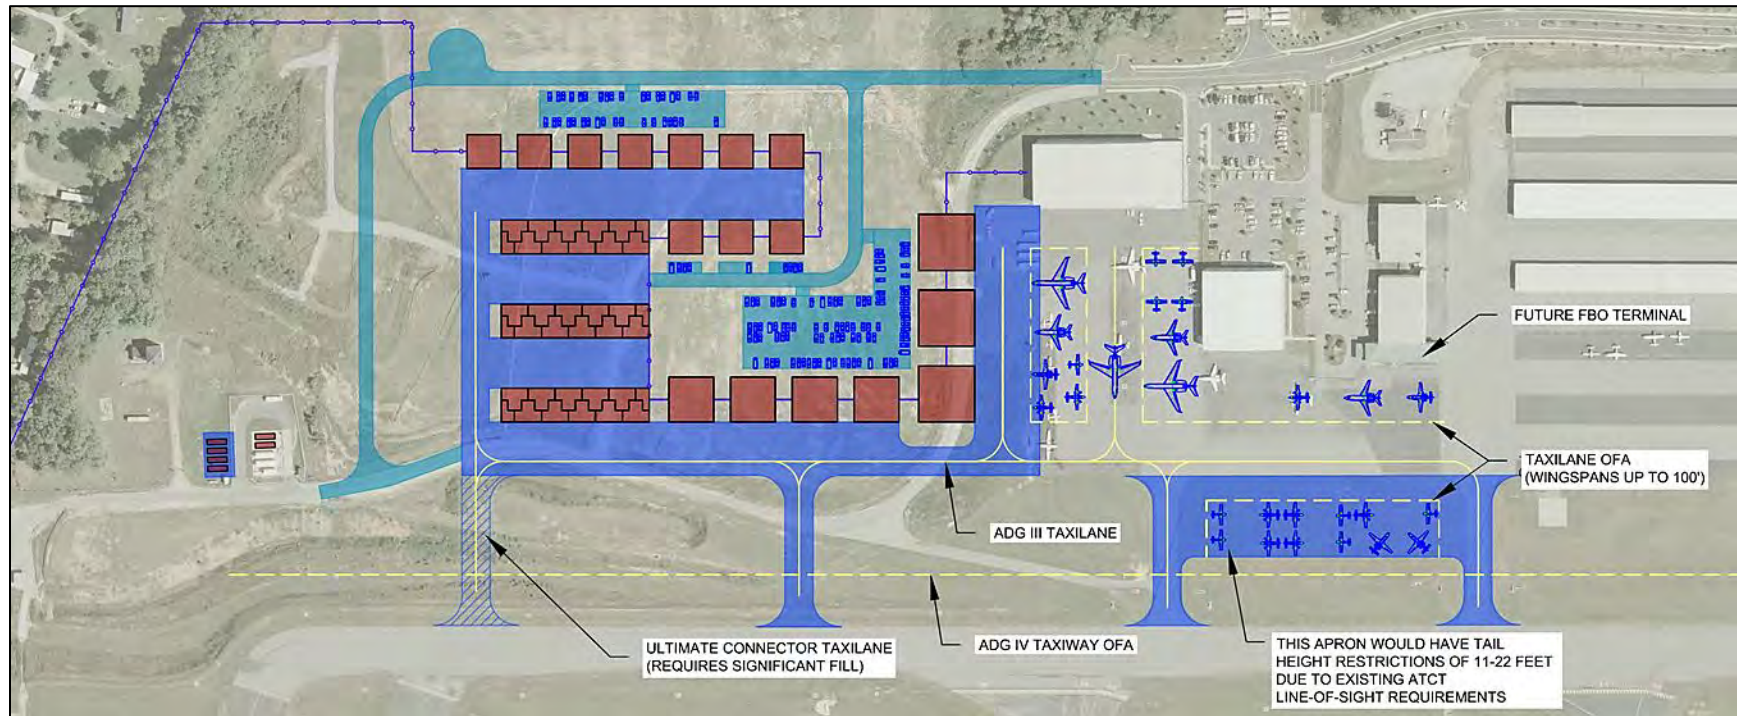 FUTURE FBO TERMINAL
TAXILANE OFA
(WINGSPANS UP TO 100')
ADG III TAXILANE
ULTIMATE CONNECTOR TAXILANE
(REQUIRES SIGNIFICANT FILL)
ADG IV TAXIWAY OFA
THIS APRON WOULD HAVE TAIL
HEIGHT RESTRICTIONS OF 11-22 FEET
DUE TO EXISTING ATCT
LINE-OF-SIGHT REQUIREMENTS